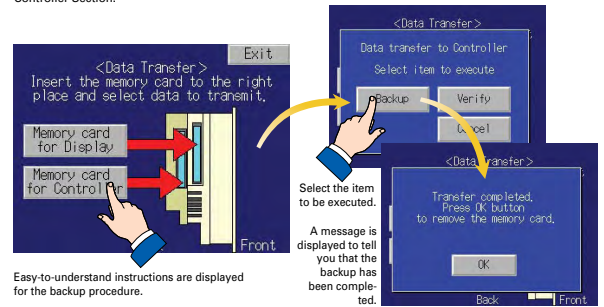 Controller Section.
Exit
<Data Transfer>
Insert the memory card to the right
place and select data to transmit.
Memory card
for Display
Memory card
for Controller
Front
Easy-to-understand instructions are displayed
for the backup procedure.
<Data Transfer>
Data transfer to Controller
Select item to execute
Backup
Verify
Cancel
Select the item
to be executed.
A message is
displayed to tell
you that the
backup has
been comple-
ted.
<Data Transfer>
Transfer completed.
Press OK button
to remove the memory card.
OK
Back
Front